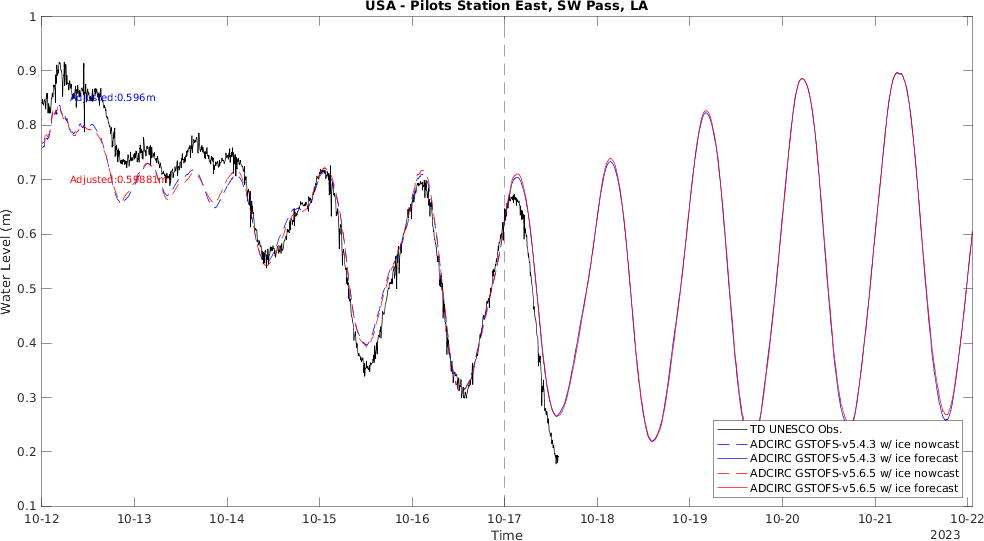 USA - Pilots Station East, SW Pass, LA
Water Level (m)
1
0.9
0.8
0.7
0.6
0.5
0.4
0.3
0.2
0.1
Adjusted:0.596m
Adjusted:0.59881m
TD UNESCO Obs.
ADCIRC GSTOFS-v5.4.3 w/ ice nowcast
ADCIRC GSTOFS-v5.4.3 w/ ice forecast
ADCIRC GSTOFS-v5.6.5 w/ ice nowcast
ADCIRC GSTOFS-v5.6.5 w/ ice forecast
10-12 10-13 10-14 10-15 10-16 10-17 10-18 10-19 10-20 10-21 10-22
Time
2023